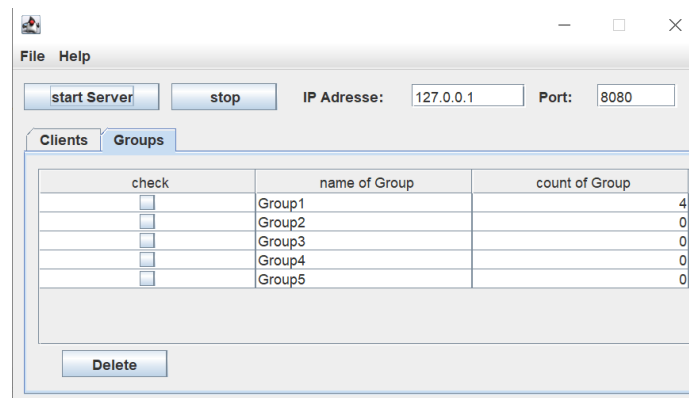 File Help
start Server stop IP Adresse: 127.0.0.1 Port: 8080
Clients Groups
check name of Group count of Group
Group1 4
Group2 0
Group3 0
Group4 0
Group5 0
Delete